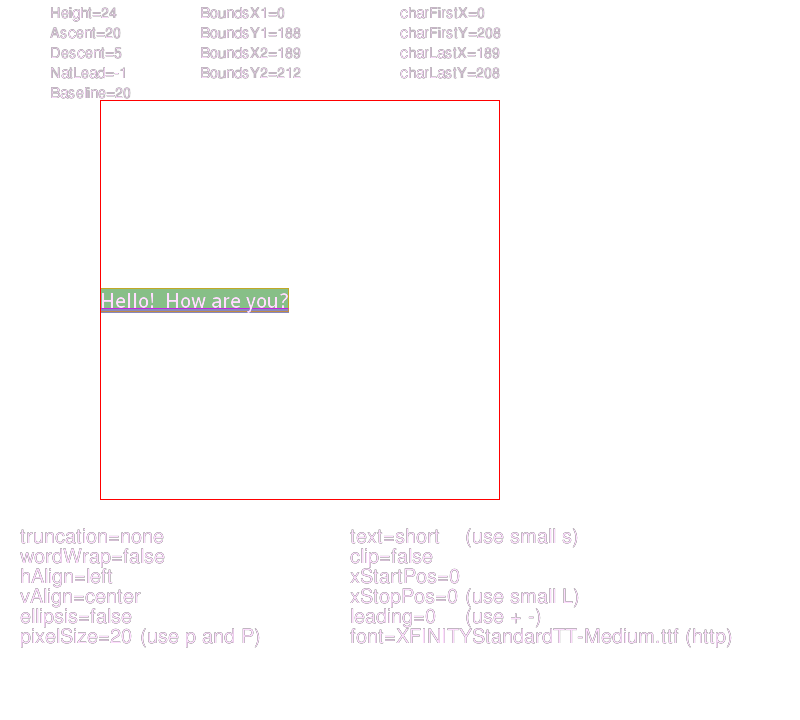 Height=24 BoundsX1=0 charFirstX=0
Ascent=20 BoundsY1=188 charFirstY=208
Descent=5 BoundsX2=189 charLastX=189
NatLead=-1 BoundsY2=212 charLastY=208
Baseline=20
Hello!  How are you?
truncation=none text=short (use small s)
wordWrap=false clip=false
hAlign=left xStartPos=0
vAlign=center xStopPos=0 (use small L)
ellipsis=false leading=0 (use + -)
pixelSize=20 (use p and P) font=XFINITYStandardTT-Medium.ttf (http)